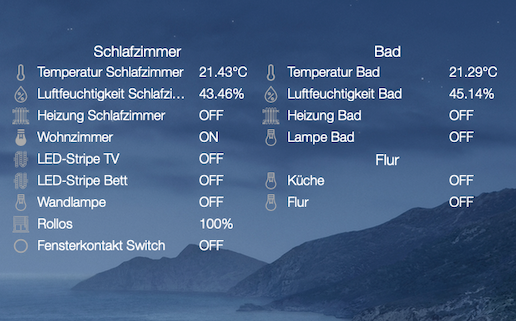 Schlafzimmer
Temperatur Schlafzimmer 21.43°C
Luftfeuchtigkeit Schlafzi... 43.46%
Heizung Schlafzimmer OFF
Wohnzimmer ON
LED-Stripe TV OFF
LED-Stripe Bett OFF
Wandlampe OFF
Rollos 100%
Fensterkontakt Switch OFF
Bad
Temperatur Bad 21.29°C
Luftfeuchtigkeit Bad 45.14%
Heizung Bad OFF
Lampe Bad OFF
Flur
Küche OFF
Flur OFF